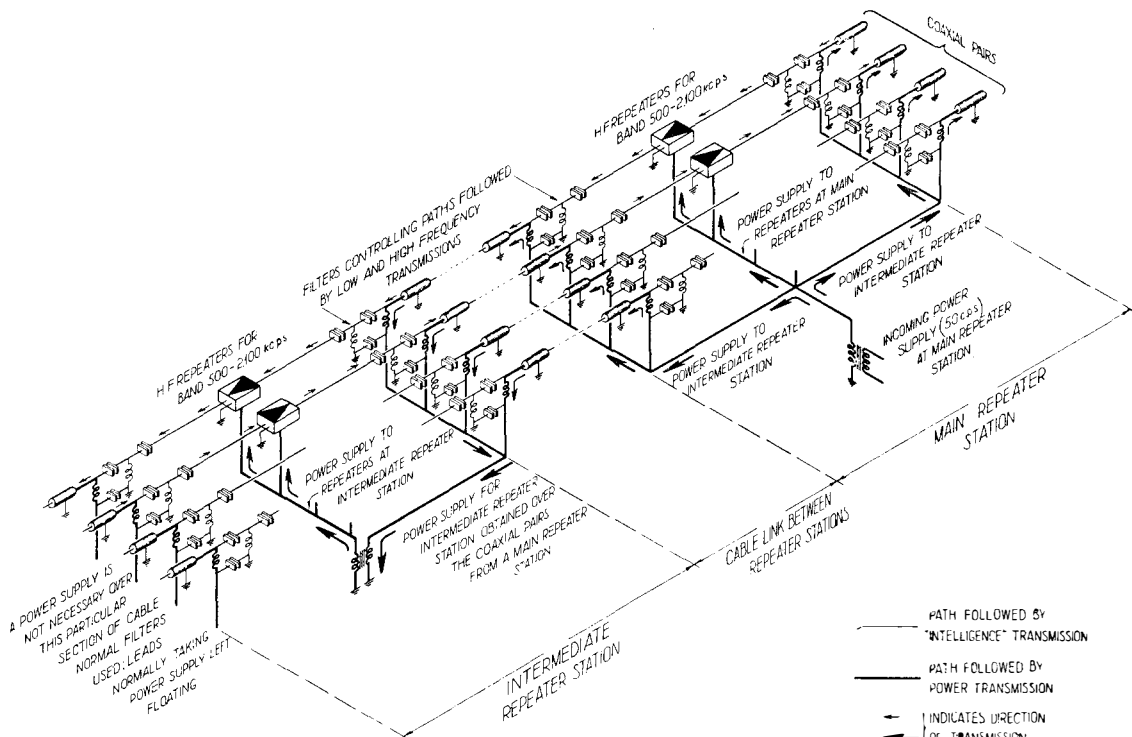 COAXIAL PAIRS
H F REPEATERS FOR
BAND 500-2100 KCPS
FILTERS CONTROLLING PATHS FOLLOWED
BY LOW AND HIGH FREQUENCY
TRANSMISSIONS
H F REPEATERS FOR
BAND 500-2100 KCPS
POWER SUPPLY TO
REPEATERS AT MAIN
REPEATER STATION
POWER SUPPLY TO
INTERMEDIATE REPEATER
STATION
INCOMING POWER
SUPPLY (50 CPS)
AT MAIN REPEATER
STATION
POWER SUPPLY TO
INTERMEDIATE REPEATER
STATION
MAIN REPEATER
STATION
POWER SUPPLY TO
REPEATERS AT
INTERMEDIATE REPEATER
STATION
POWER SUPPLY FOR
INTERMEDIATE REPEATER
STATION OBTAINED OVER
THE COAXIAL PAIRS
FROM A MAIN REPEATER
STATION
CABLE LINK BETWEEN
REPEATER STATIONS
A POWER SUPPLY IS
NOT NECESSARY OVER
THIS PARTICULAR
SECTION OF CABLE
NORMAL FILTERS
USED: LEADS
NORMALLY TAKING
POWER SUPPLY LEFT
FLOATING
INTERMEDIATE
REPEATER STATION
PATH FOLLOWED BY
"INTELLIGENCE" TRANSMISSION
PATH FOLLOWED BY
POWER TRANSMISSION
INDICATES DIRECTION
OF TRANSMISSION